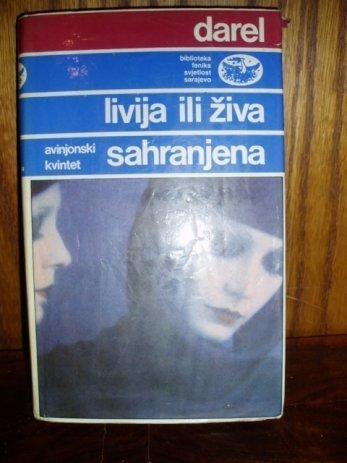 darel
biblioteka
feniks
svjetlost
sarajevo
livija ili živa
avinjonski
kvintet
sahranjena